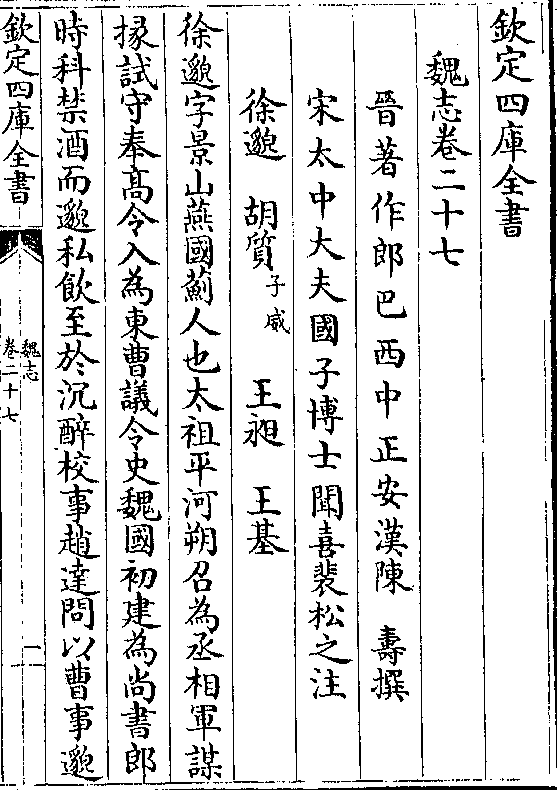 欽定四庫全書
魏志卷二十七
晉著作郎巴西中正安漢陳　壽撰
宋太中大夫國子博士聞喜裴松之注
徐邈　胡質子威　王昶　王基
徐邈字景山燕國薊人也太祖平河朔召為丞相軍謀
掾試守奉髙令入為東曹議令史魏國初建為尚書郎
時科禁酒而邈私飲至於沉醉校事趙達問以曹事邈
欽定四庫全書
魏志
卷二十七
一